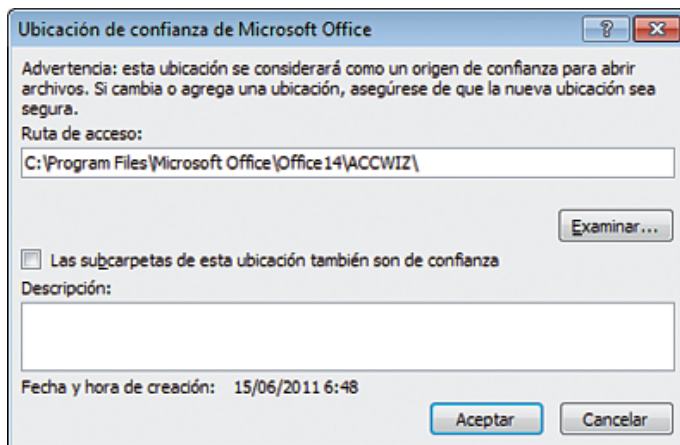 Ubicación de confianza de Microsoft Office
Advertencia: esta ubicación se considerará como un origen de confianza para abrir
archivos. Si cambia o agrega una ubicación, asegúrese de que la nueva ubicación sea
segura.
Ruta de acceso:
C:\Program Files\Microsoft Office\Office14\ACCWIZ\
Examinar...
Las subcarpetas de esta ubicación también son de confianza
Descripción:
Fecha y hora de creación: 15/06/2011 6:48
Aceptar Cancelar